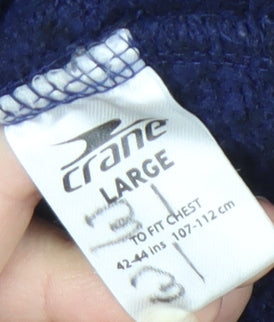 crane
LARGE
TO FIT CHEST
42-44 ins 107-112 cm